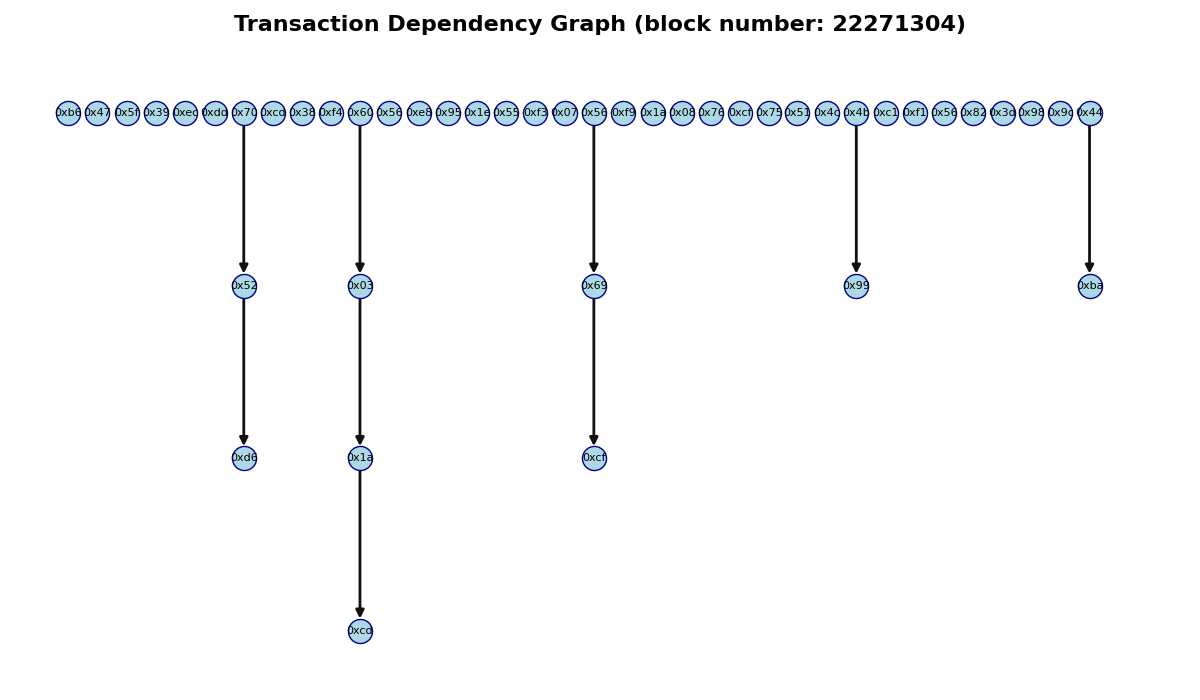 Transaction Dependency Graph (block number: 22271304)
0xb6 0x47 0x5f 0x39 0xec 0xdd 0x70 0xcd 0x38 0xf4 0x60 0x56 0xe8 0x95 0x1e 0x55 0xf3 0x07 0x56 0xf9 0x1a 0x08 0x76 0xcf 0x75 0x51 0x4c 0x4b 0xc1 0xf1 0x56 0x82 0x3d 0x98 0x9c 0x44
0x52 0x03 0x69 0x99 0xba
0xd6 0x1a 0xcf
0xcd